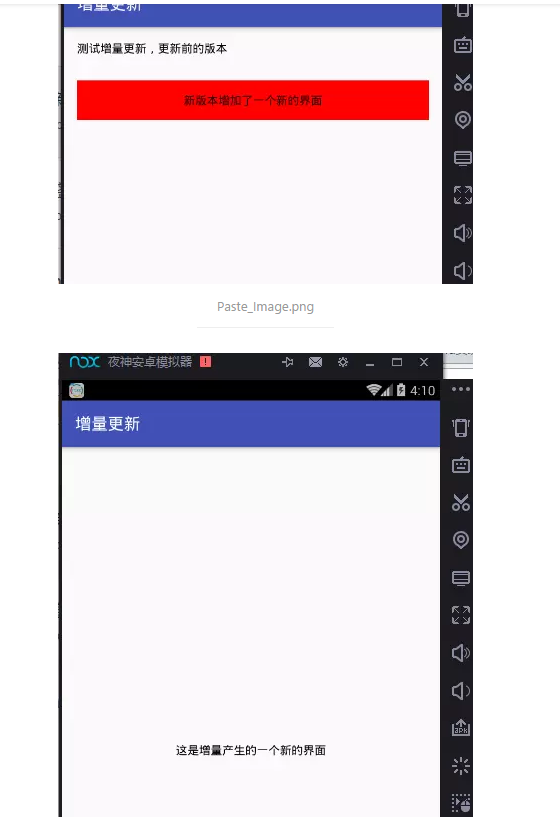 增量更新
测试增量更新，更新前的版本
新版本增加了一个新的界面
Paste_Image.png
nox 夜神安卓模拟器
4:10
增量更新
这是增量产生的一个新的界面